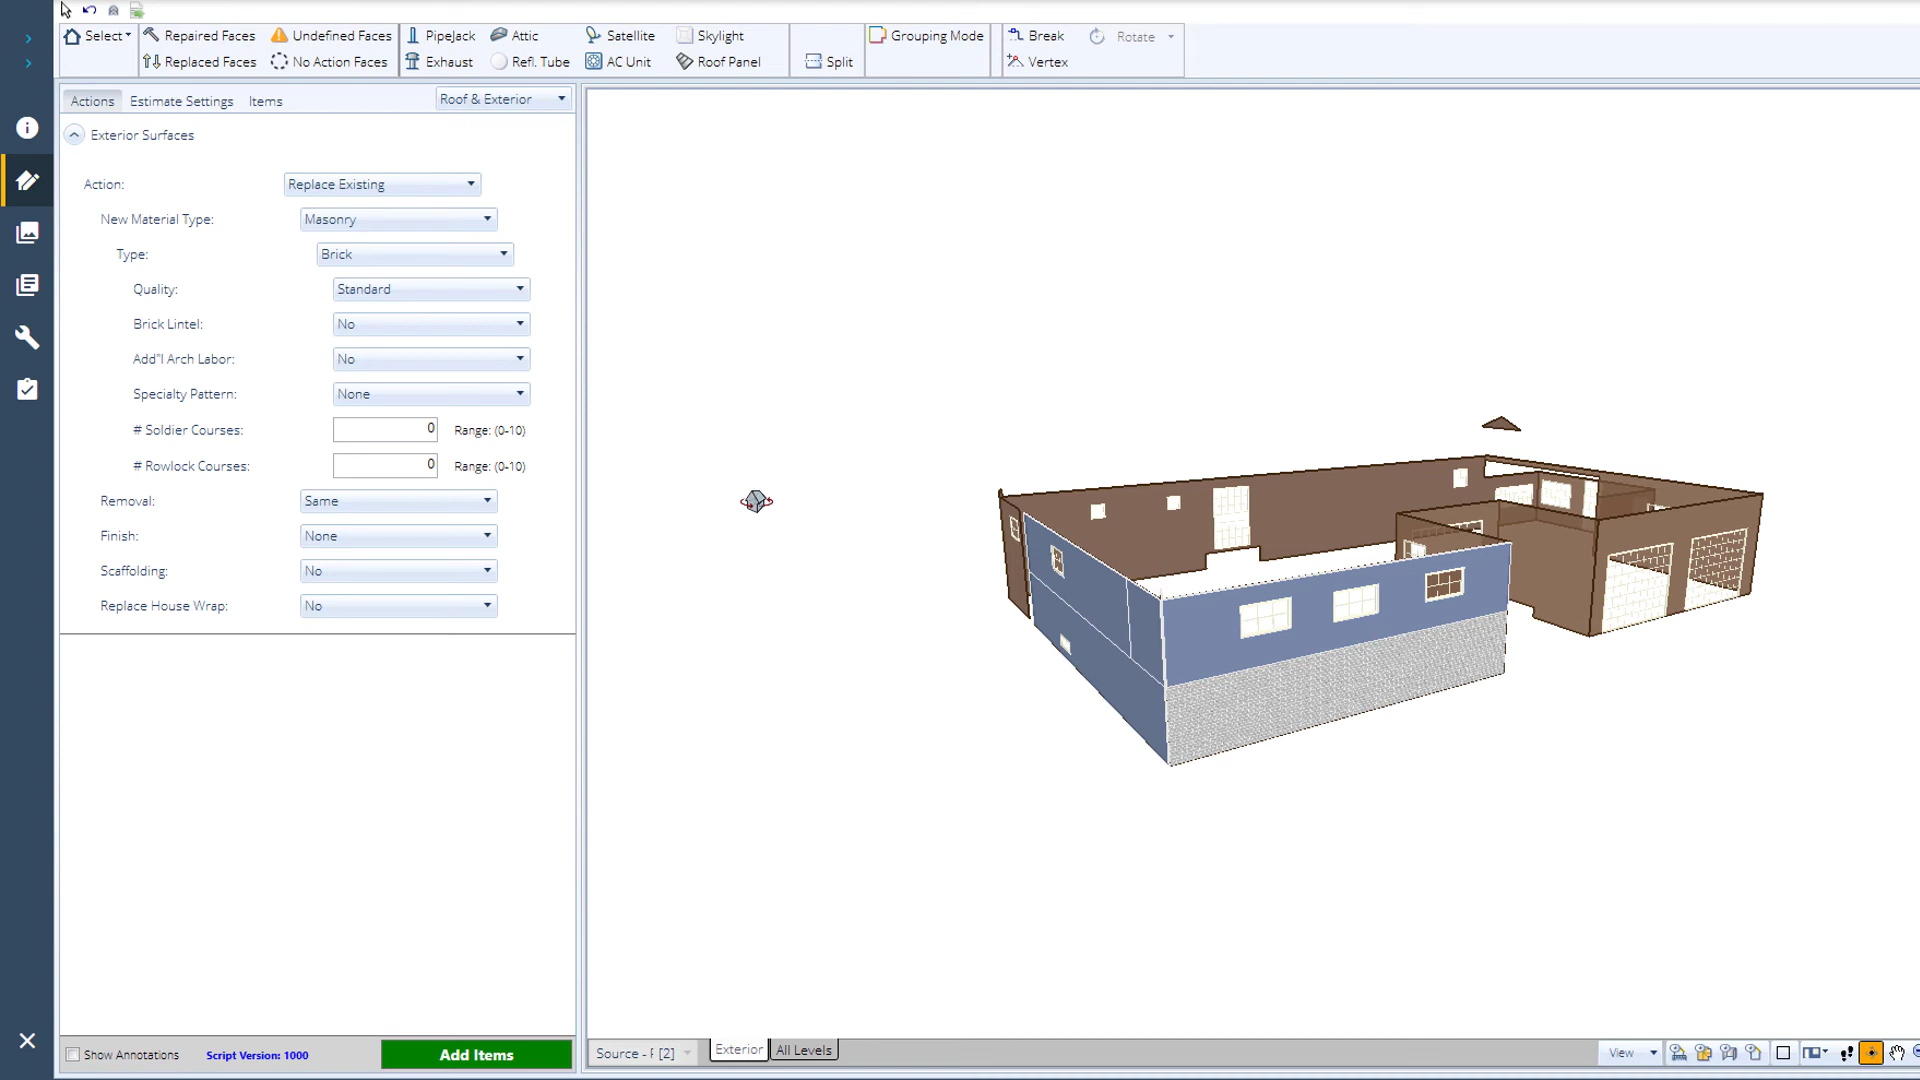 Select
Repaired Faces
Undefined Faces
PipeJack
Attic
Satellite
Skylight
Grouping Mode
Break
Rotate
Replaced Faces
No Action Faces
Exhaust
Refl. Tube
AC Unit
Roof Panel
Split
Vertex
Actions
Estimate Settings
Items
Roof & Exterior
Exterior Surfaces
Action: Replace Existing
New Material Type: Masonry
Type: Brick
Quality: Standard
Brick Lintel: No
Add"l Arch Labor: No
Specialty Pattern: None
# Soldier Courses: 0 Range: (0-10)
# Rowlock Courses: 0 Range: (0-10)
Removal: Same
Finish: None
Scaffolding: No
Replace House Wrap: No
Show Annotations
Script Version: 1000
Add Items
Source - [2]
Exterior
All Levels
View